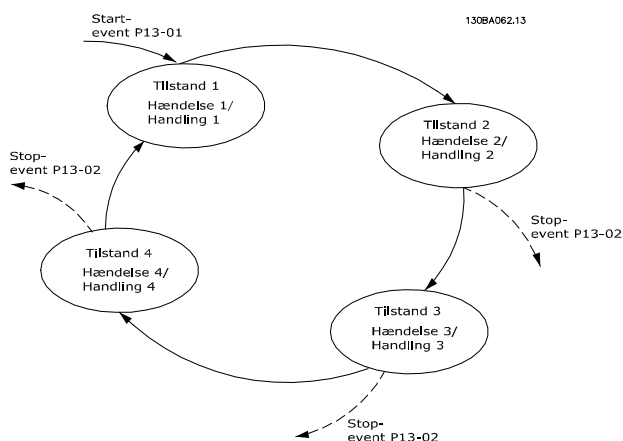 Start-
event P13-01
130BA062.13
Tilstand 1
Hændelse 1/
Handling 1
Tilstand 2
Hændelse 2/
Handling 2
Stop-
event P13-02
Stop-
event P13-02
Tilstand 4
Hændelse 4/
Handling 4
Tilstand 3
Hændelse 3/
Handling 3
Stop-
event P13-02